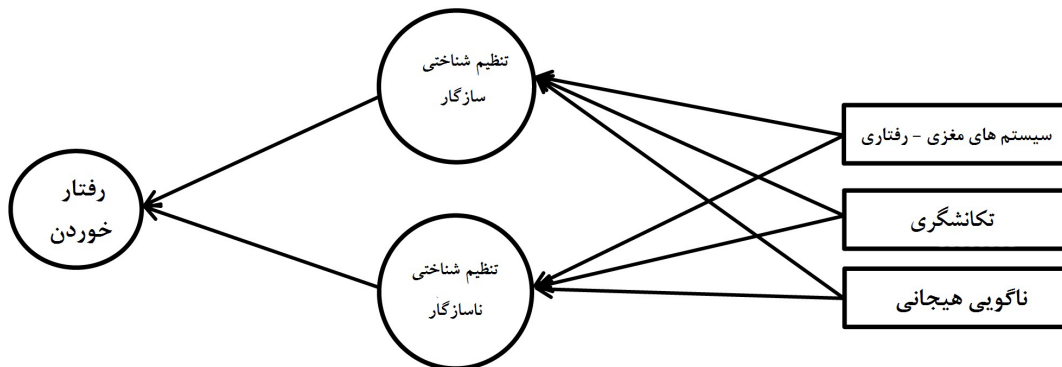 سیستم های مغزی – رفتاری
تکانشگری
ناگویی هیجانی
تنظیم شناختی
سازگار
تنظیم شناختی
ناسازگار
رفتار
خوردن